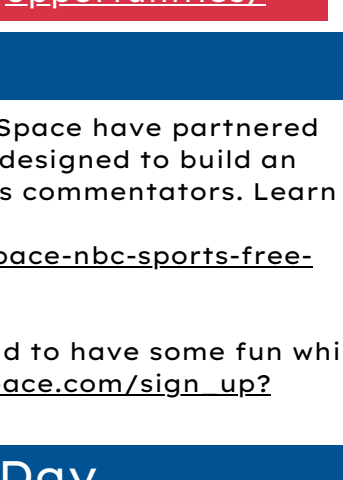 opportunities/
Space have partnered
designed to build an
s commentators. Learn
pace-nbc-sports-free-
d to have some fun whi
pace.com/sign_up?
Day